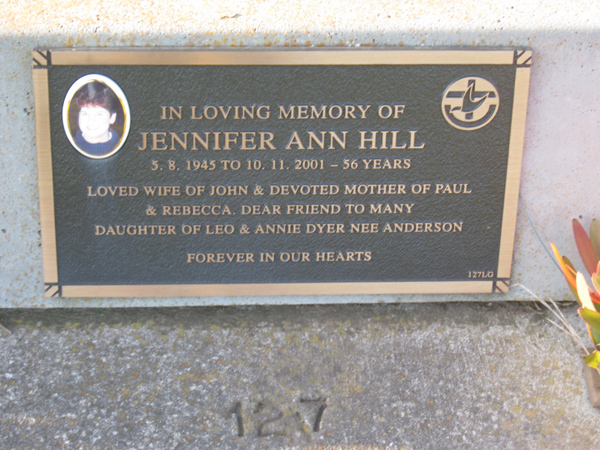 IN LOVING MEMORY OF
JENNIFER ANN HILL
5. 8. 1945 TO 10. 11. 2001 – 56 YEARS
LOVED WIFE OF JOHN & DEVOTED MOTHER OF PAUL
& REBECCA. DEAR FRIEND TO MANY
DAUGHTER OF LEO & ANNIE DYER NEE ANDERSON
FOREVER IN OUR HEARTS
127LG
127